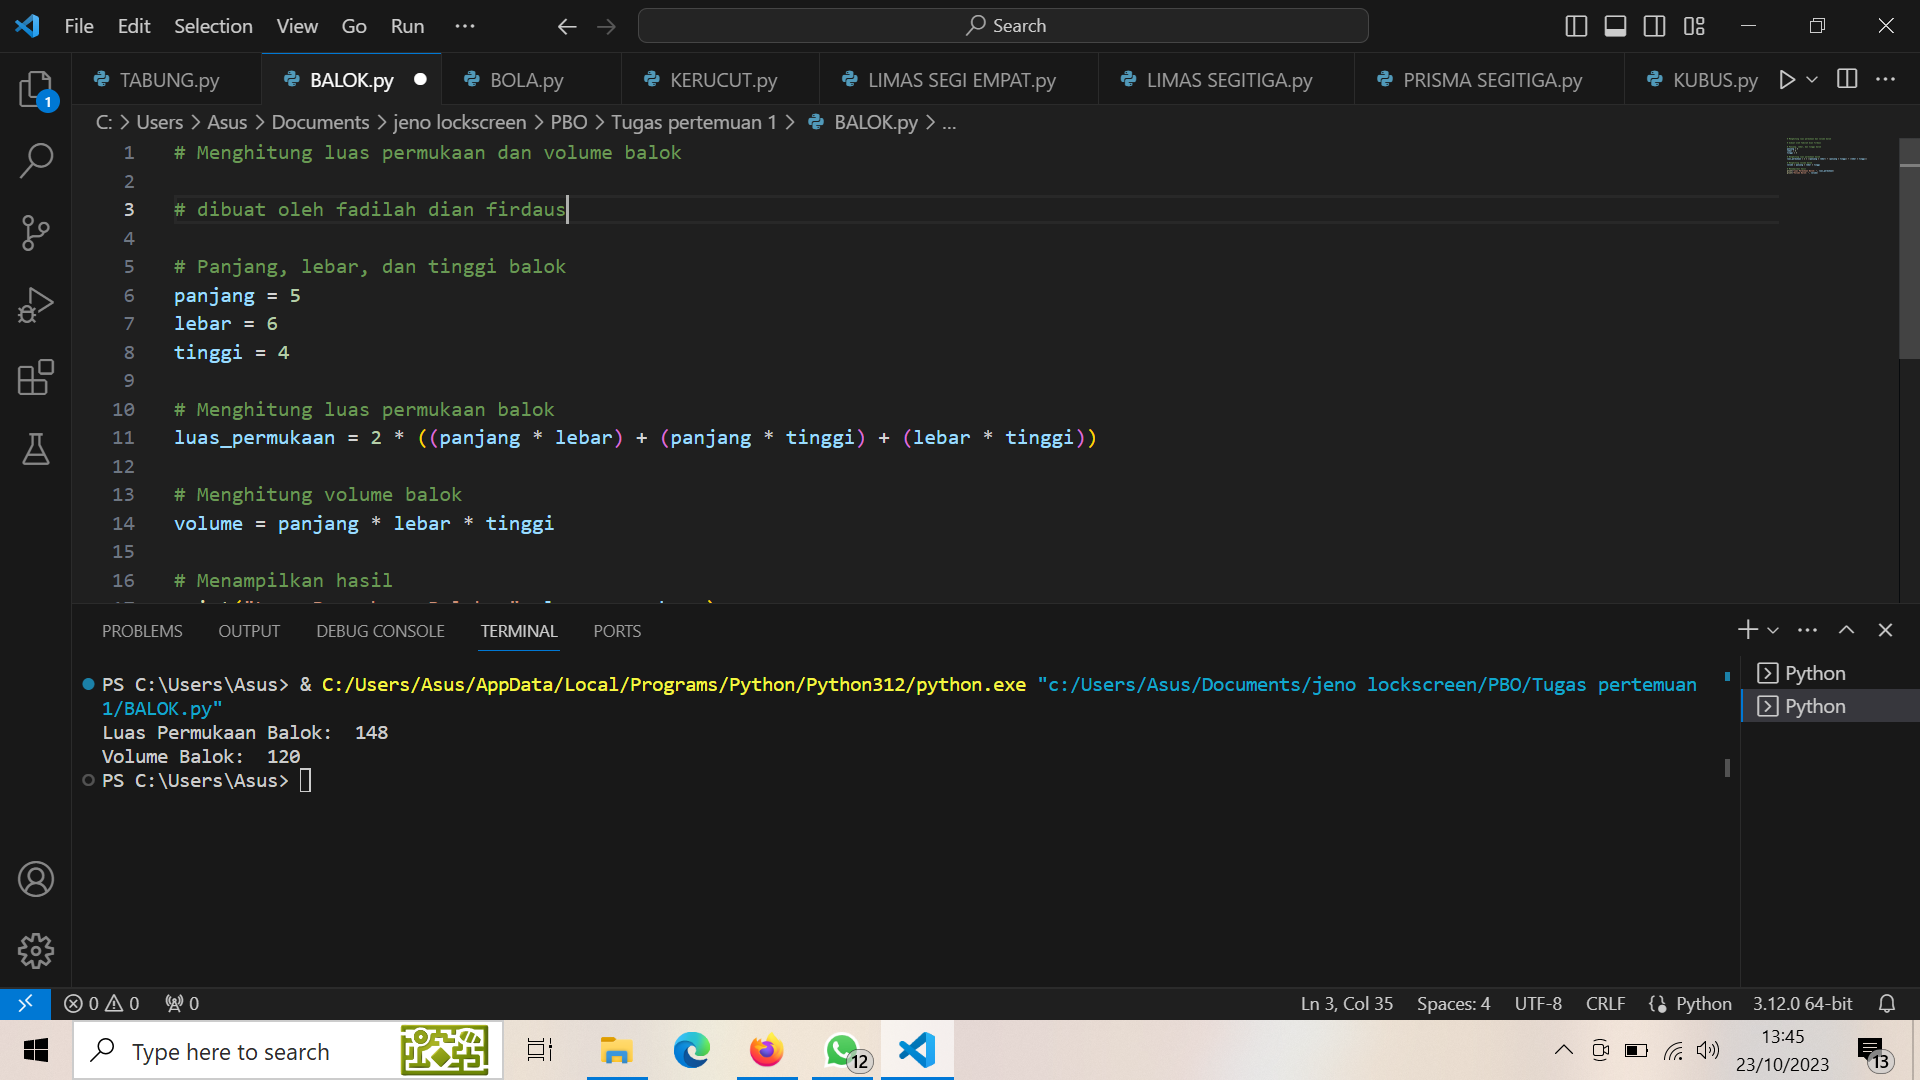 File Edit Selection View Go Run ···
Search
TABUNG.py BALOK.py BOLA.py KERUCUT.py LIMAS SEGI EMPAT.py LIMAS SEGITIGA.py PRISMA SEGITIGA.py KUBUS.py
1
C: > Users > Asus > Documents > jeno lockscreen > PBO > Tugas pertemuan 1 > BALOK.py > ...
1 # Menghitung luas permukaan dan volume balok
2
3 # dibuat oleh fadilah dian firdaus
4
5 # Panjang, lebar, dan tinggi balok
6 panjang = 5
7 lebar = 6
8 tinggi = 4
9
10 # Menghitung luas permukaan balok
11 luas_permukaan = 2 * ((panjang * lebar) + (panjang * tinggi) + (lebar * tinggi))
12
13 # Menghitung volume balok
14 volume = panjang * lebar * tinggi
15
16 # Menampilkan hasil
PROBLEMS OUTPUT DEBUG CONSOLE TERMINAL PORTS
PS C:\Users\Asus> & C:/Users/Asus/AppData/Local/Programs/Python/Python312/python.exe "c:/Users/Asus/Documents/jeno lockscreen/PBO/Tugas pertemuan
1/BALOK.py"
Luas Permukaan Balok:  148
Volume Balok:  120
PS C:\Users\Asus>
Python
Python
0 0 0 Ln 3, Col 35 Spaces: 4 UTF-8 CRLF Python 3.12.0 64-bit
Type here to search
12
13:45
23/10/2023
13